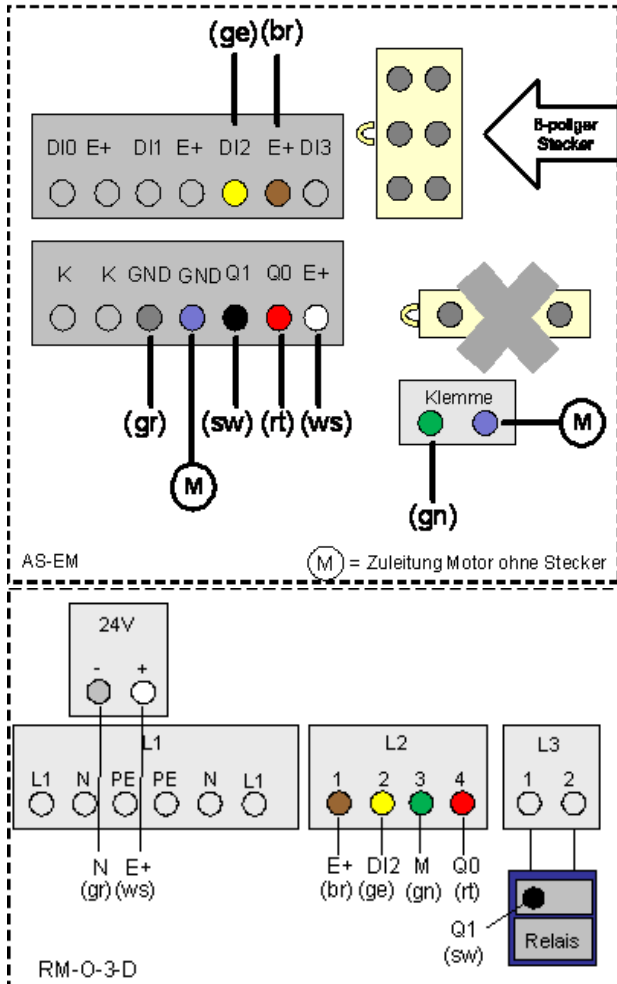 (ge) (br)
DI0 E+ DI1 E+ DI2 E+ DI3
6-poliger
Stecker
K K GND GND Q1 Q0 E+
(gr) (sw) (rt) (ws)
M
Klemme
M
(gn)
AS-EM
M = Zuleitung Motor ohne Stecker
24V
- +
L1
L1 N PE PE N L1
L2
1 2 3 4
L3
1 2
N E+
(gr) (ws)
E+ DI2 M Q0
(br) (ge) (gn) (rt)
Q1
(sw)
Relais
RM-O-3-D